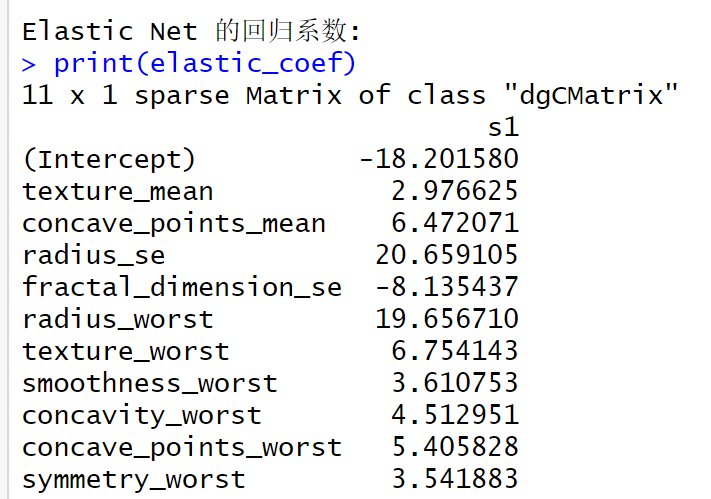 Elastic Net 的回归系数:
> print(elastic_coef)
11 x 1 sparse Matrix of class "dgCMatrix"
s1
(Intercept) -18.201580
texture_mean 2.976625
concave_points_mean 6.472071
radius_se 20.659105
fractal_dimension_se -8.135437
radius_worst 19.656710
texture_worst 6.754143
smoothness_worst 3.610753
concavity_worst 4.512951
concave_points_worst 5.405828
symmetry_worst 3.541883